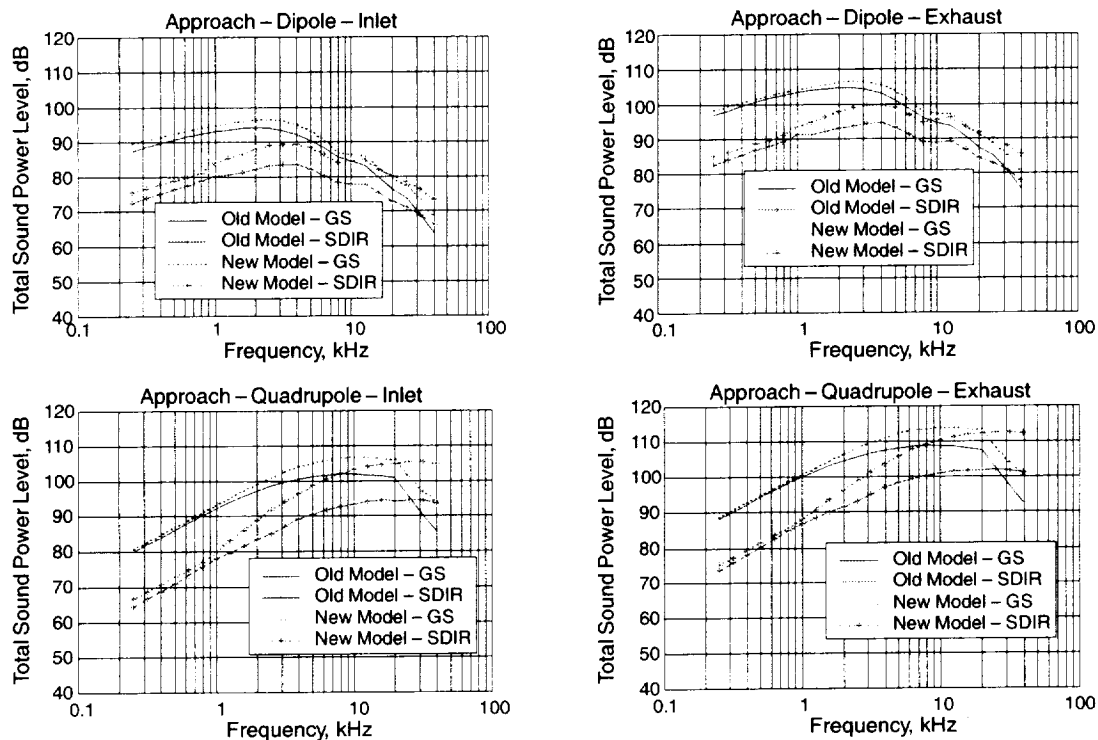 Approach – Dipole – Inlet
Total Sound Power Level, dB
120
110
100
90
80
70
60
50
40
Old Model – GS
Old Model – SDIR
New Model – GS
New Model – SDIR
0.1
1
10
100
Frequency, kHz
Approach – Dipole – Exhaust
Total Sound Power Level, dB
120
110
100
90
80
70
60
50
40
Old Model – GS
Old Model – SDIR
New Model – GS
New Model – SDIR
0.1
1
10
100
Frequency, kHz
Approach – Quadrupole – Inlet
Total Sound Power Level, dB
120
110
100
90
80
70
60
50
40
Old Model – GS
Old Model – SDIR
New Model – GS
New Model – SDIR
0.1
1
10
100
Frequency, kHz
Approach – Quadrupole – Exhaust
Total Sound Power Level, dB
120
110
100
90
80
70
60
50
40
Old Model – GS
Old Model – SDIR
New Model – GS
New Model – SDIR
0.1
1
10
100
Frequency, kHz